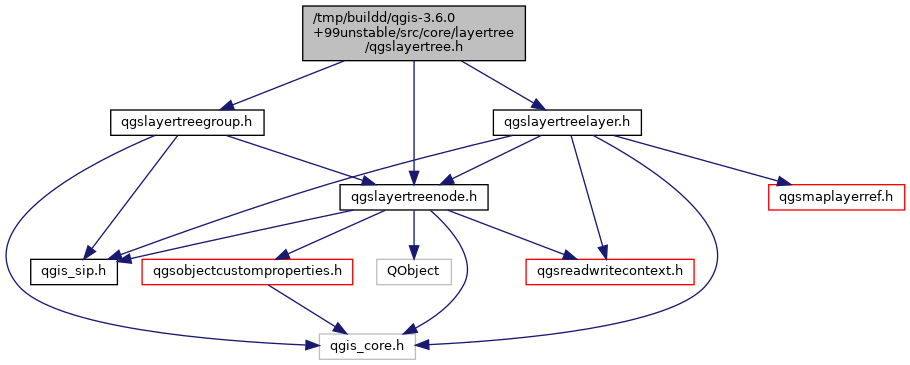 /tmp/buildd/qgis-3.6.0
+99unstable/src/core/layertree
/qgslayertree.h
qgslayertreegroup.h
qgslayertreelayer.h
qgslayertreenode.h
qgsmaplayerref.h
qgis_sip.h
qgsobjectcustomproperties.h
QObject
qgsreadwritecontext.h
qgis_core.h